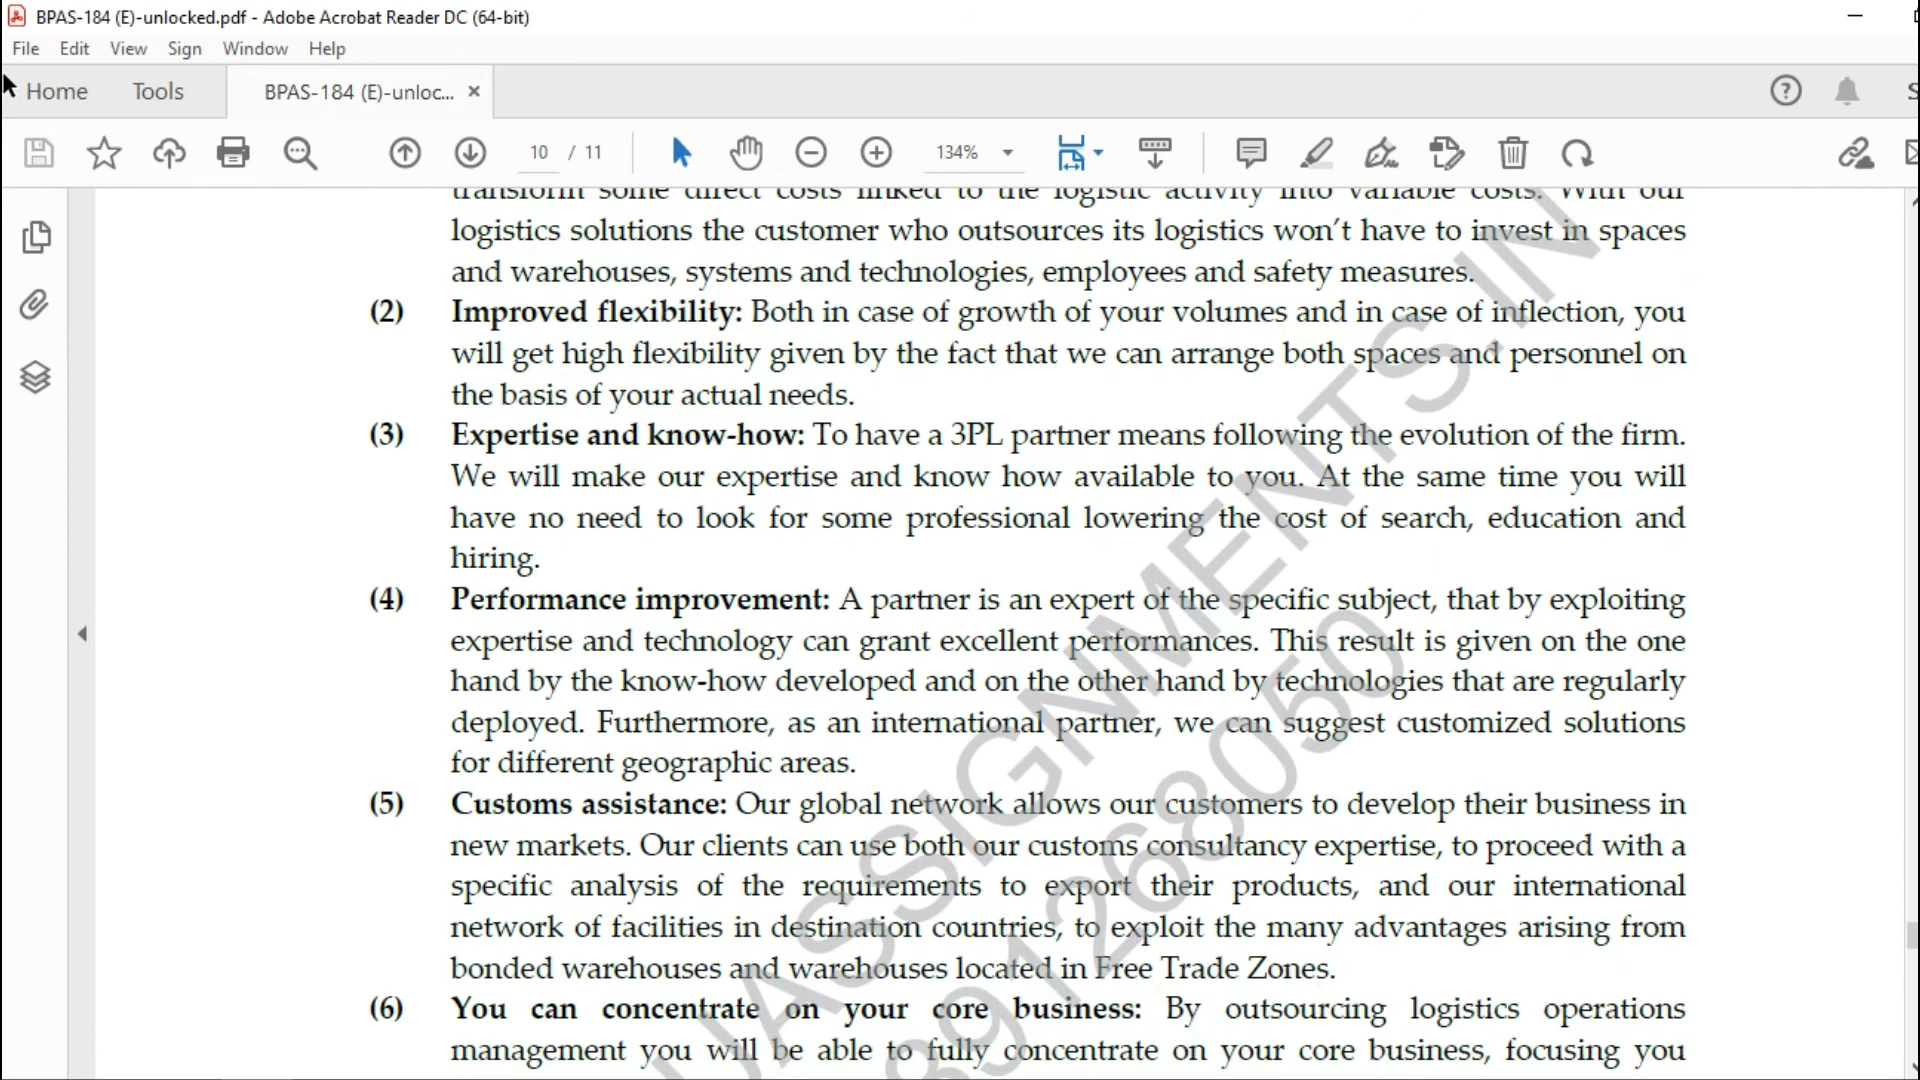 BPAS-184 (E)-unlocked.pdf - Adobe Acrobat Reader DC (64-bit)
File Edit View Sign Window Help
Home Tools BPAS-184 (E)-unloc...
10 / 11 134%
transform some direct costs linked to the logistic activity into variable costs. With our
logistics solutions the customer who outsources its logistics won't have to invest in spaces
and warehouses, systems and technologies, employees and safety measures.
(2) Improved flexibility: Both in case of growth of your volumes and in case of inflection, you
will get high flexibility given by the fact that we can arrange both spaces and personnel on
the basis of your actual needs.
(3) Expertise and know-how: To have a 3PL partner means following the evolution of the firm.
We will make our expertise and know how available to you. At the same time you will
have no need to look for some professional lowering the cost of search, education and
hiring.
(4) Performance improvement: A partner is an expert of the specific subject, that by exploiting
expertise and technology can grant excellent performances. This result is given on the one
hand by the know-how developed and on the other hand by technologies that are regularly
deployed. Furthermore, as an international partner, we can suggest customized solutions
for different geographic areas.
(5) Customs assistance: Our global network allows our customers to develop their business in
new markets. Our clients can use both our customs consultancy expertise, to proceed with a
specific analysis of the requirements to export their products, and our international
network of facilities in destination countries, to exploit the many advantages arising from
bonded warehouses and warehouses located in Free Trade Zones.
(6) You can concentrate on your core business: By outsourcing logistics operations
management you will be able to fully concentrate on your core business, focusing you
UASSIGNMENTS.IN
891268050